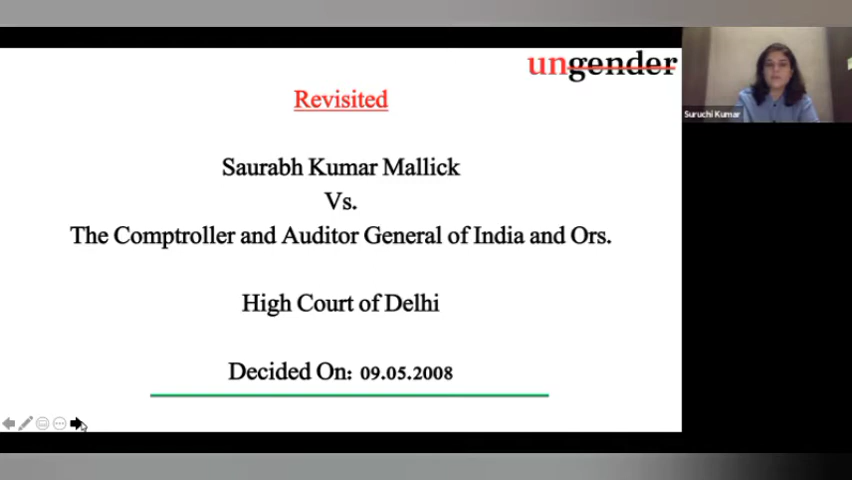 ungender
Revisited
Suruchi Kumar
Saurabh Kumar Mallick
Vs.
The Comptroller and Auditor General of India and Ors.
High Court of Delhi
Decided On: 09.05.2008